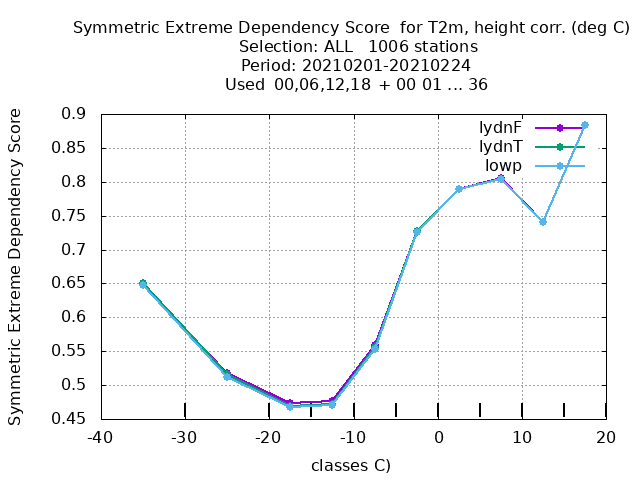 Symmetric Extreme Dependency Score  for T2m, height corr. (deg C)
Selection: ALL   1006 stations
Period: 20210201-20210224
Used  00,06,12,18 + 00 01 ... 36
Symmetric Extreme Dependency Score
0.9
0.85
0.8
0.75
0.7
0.65
0.6
0.55
0.5
0.45
lydnF
lydnT
lowp
-40
-30
-20
-10
0
10
20
classes C)